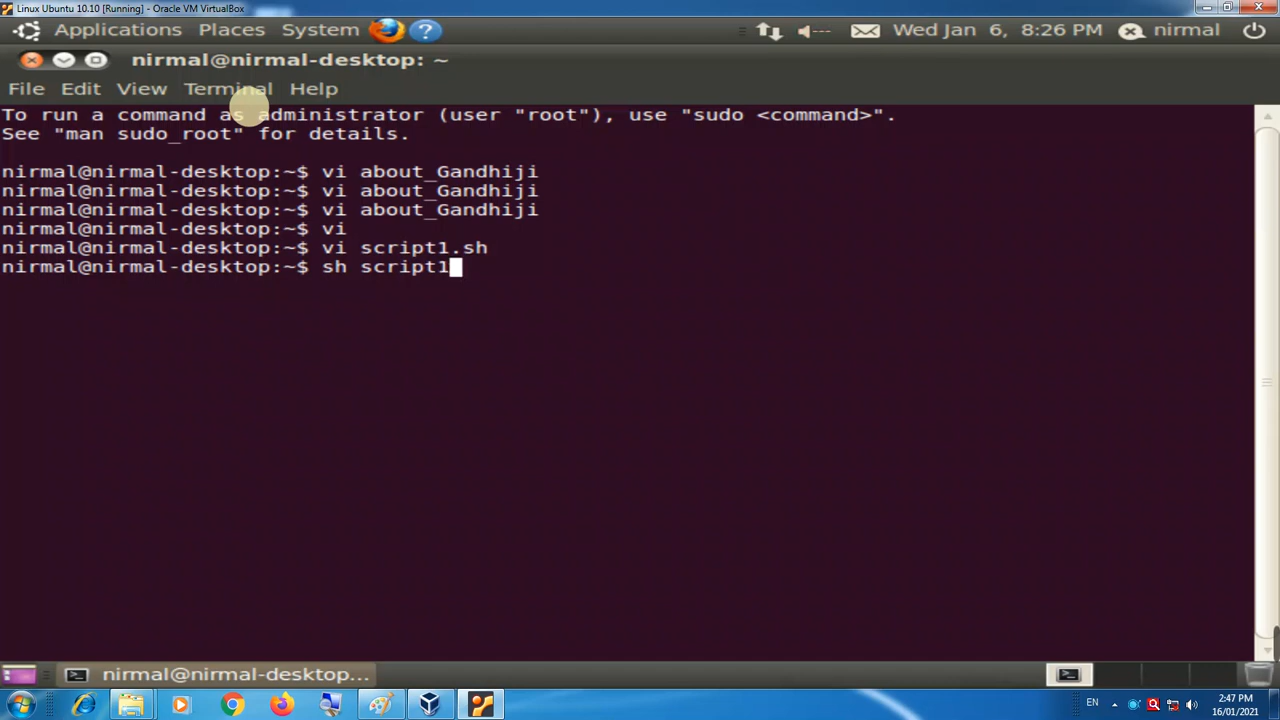 Linux Ubuntu 10.10 [Running] - Oracle VM VirtualBox
Applications Places System ? Wed Jan 6, 8:26 PM nirmal
nirmal@nirmal-desktop: ~
File Edit View Terminal Help
To run a command as administrator (user "root"), use "sudo <command>".
See "man sudo_root" for details.
nirmal@nirmal-desktop:~$ vi about_Gandhiji
nirmal@nirmal-desktop:~$ vi about_Gandhiji
nirmal@nirmal-desktop:~$ vi about_Gandhiji
nirmal@nirmal-desktop:~$ vi
nirmal@nirmal-desktop:~$ vi script1.sh
nirmal@nirmal-desktop:~$ sh script1
nirmal@nirmal-desktop...
EN 2:47 PM
16/01/2021